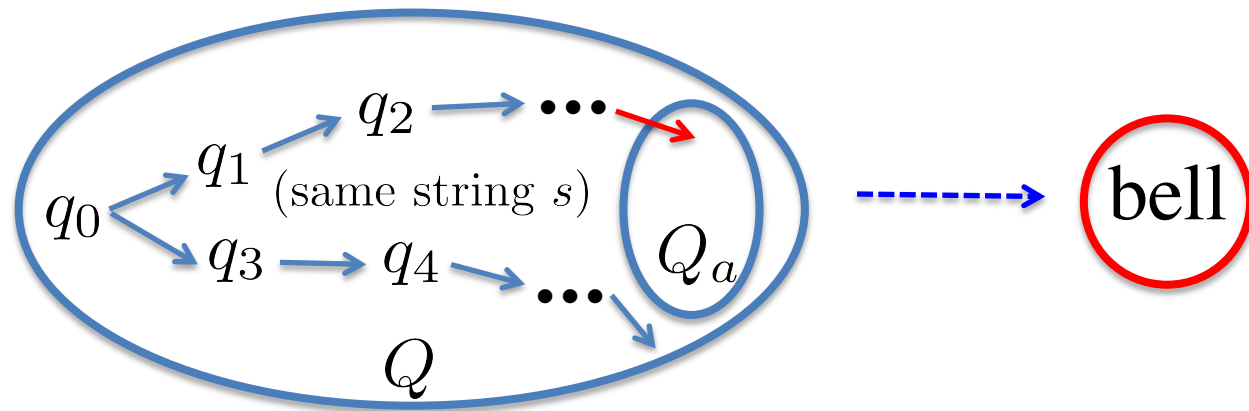 q₂ •••
q₁
(same string s)
q₀
bell
q₃ q₄
Qₐ
•••
Q